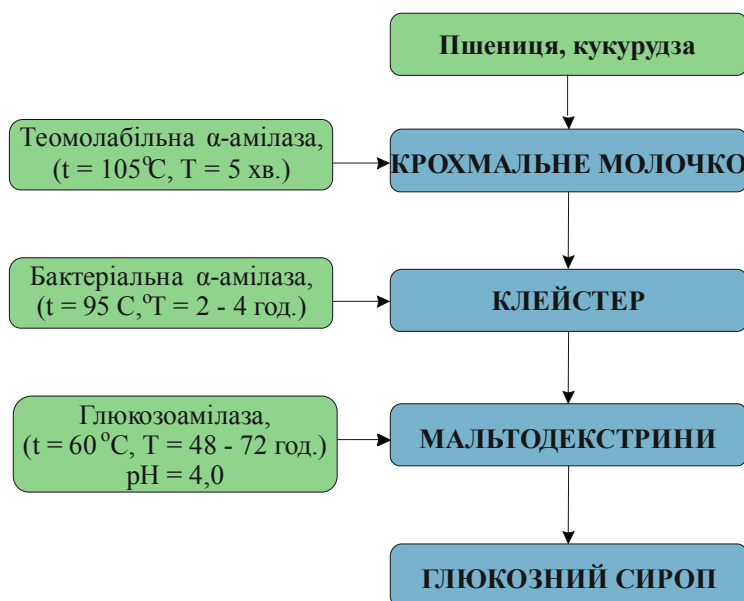 Пшениця, кукурудза
Теомолабільна α-амілаза,
(t = 105°C, T = 5 хв.)
КРОХМАЛЬНЕ МОЛОЧКО
Бактеріальна α-амілаза,
(t = 95 C,°T = 2 - 4 год.)
КЛЕЙСТЕР
Глюкозоамілаза,
(t = 60 °C, T = 48 - 72 год.)
pH = 4,0
МАЛЬТОДЕКСТРИНИ
ГЛЮКОЗНИЙ СИРОП